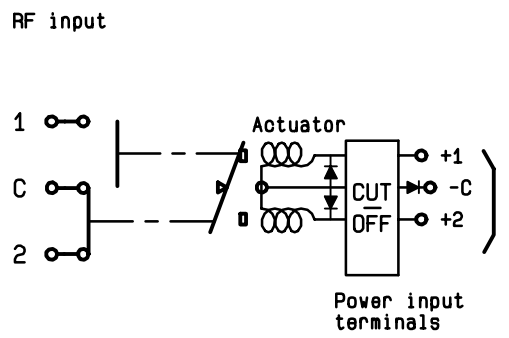 RF input
1
Actuator
+1
C
CUT
-C
OFF
+2
2
Power input
terminals